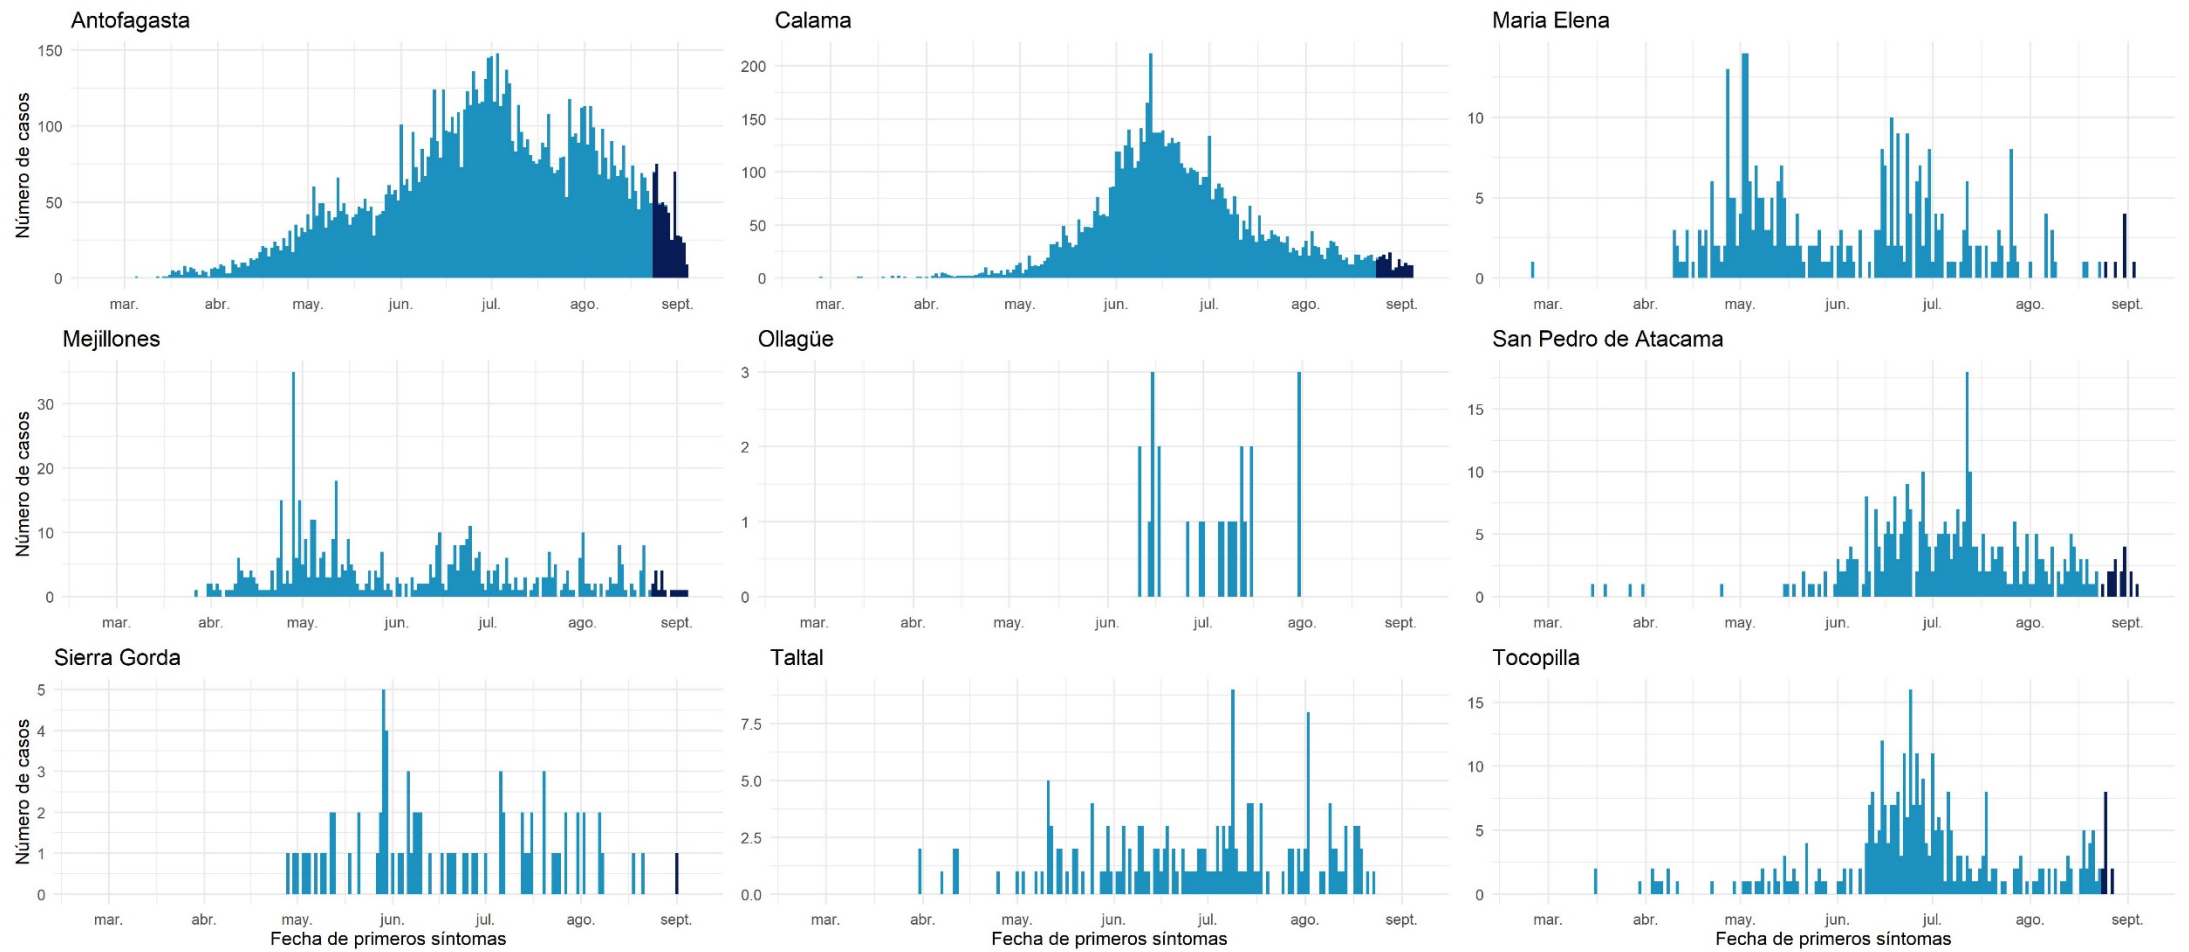 Antofagasta
Número de casos
150
100
50
0
mar. abr. may. jun. jul. ago. sept.
Calama
200
150
100
50
0
mar. abr. may. jun. jul. ago. sept.
Maria Elena
10
5
0
mar. abr. may. jun. jul. ago. sept.
Mejillones
Número de casos
30
20
10
0
mar. abr. may. jun. jul. ago. sept.
Ollagüe
3
2
1
0
mar. abr. may. jun. jul. ago. sept.
San Pedro de Atacama
15
10
5
0
mar. abr. may. jun. jul. ago. sept.
Sierra Gorda
Número de casos
5
4
3
2
1
0
mar. abr. may. jun. jul. ago. sept.
Fecha de primeros síntomas
Taltal
7.5
5.0
2.5
0.0
mar. abr. may. jun. jul. ago. sept.
Fecha de primeros síntomas
Tocopilla
15
10
5
0
mar. abr. may. jun. jul. ago. sept.
Fecha de primeros síntomas